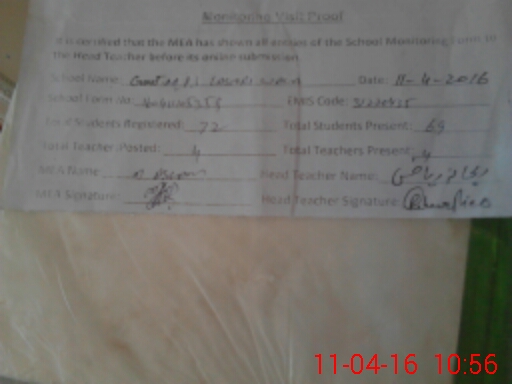 Monitoring Visit Proof
It is certified that the MEA has shown all entries of the School Monitoring Form to
the Head Teacher before its online submission.
School Name: Date: 11-4-2016
School Form No: EMIS Code:
Total Students Registered: 72 Total Students Present: 69
Total Teacher Posted: 4 Total Teachers Present: 4
MEA Name: Head Teacher Name:
MEA Signature: Head Teacher Signature:
11-04-16 10:56